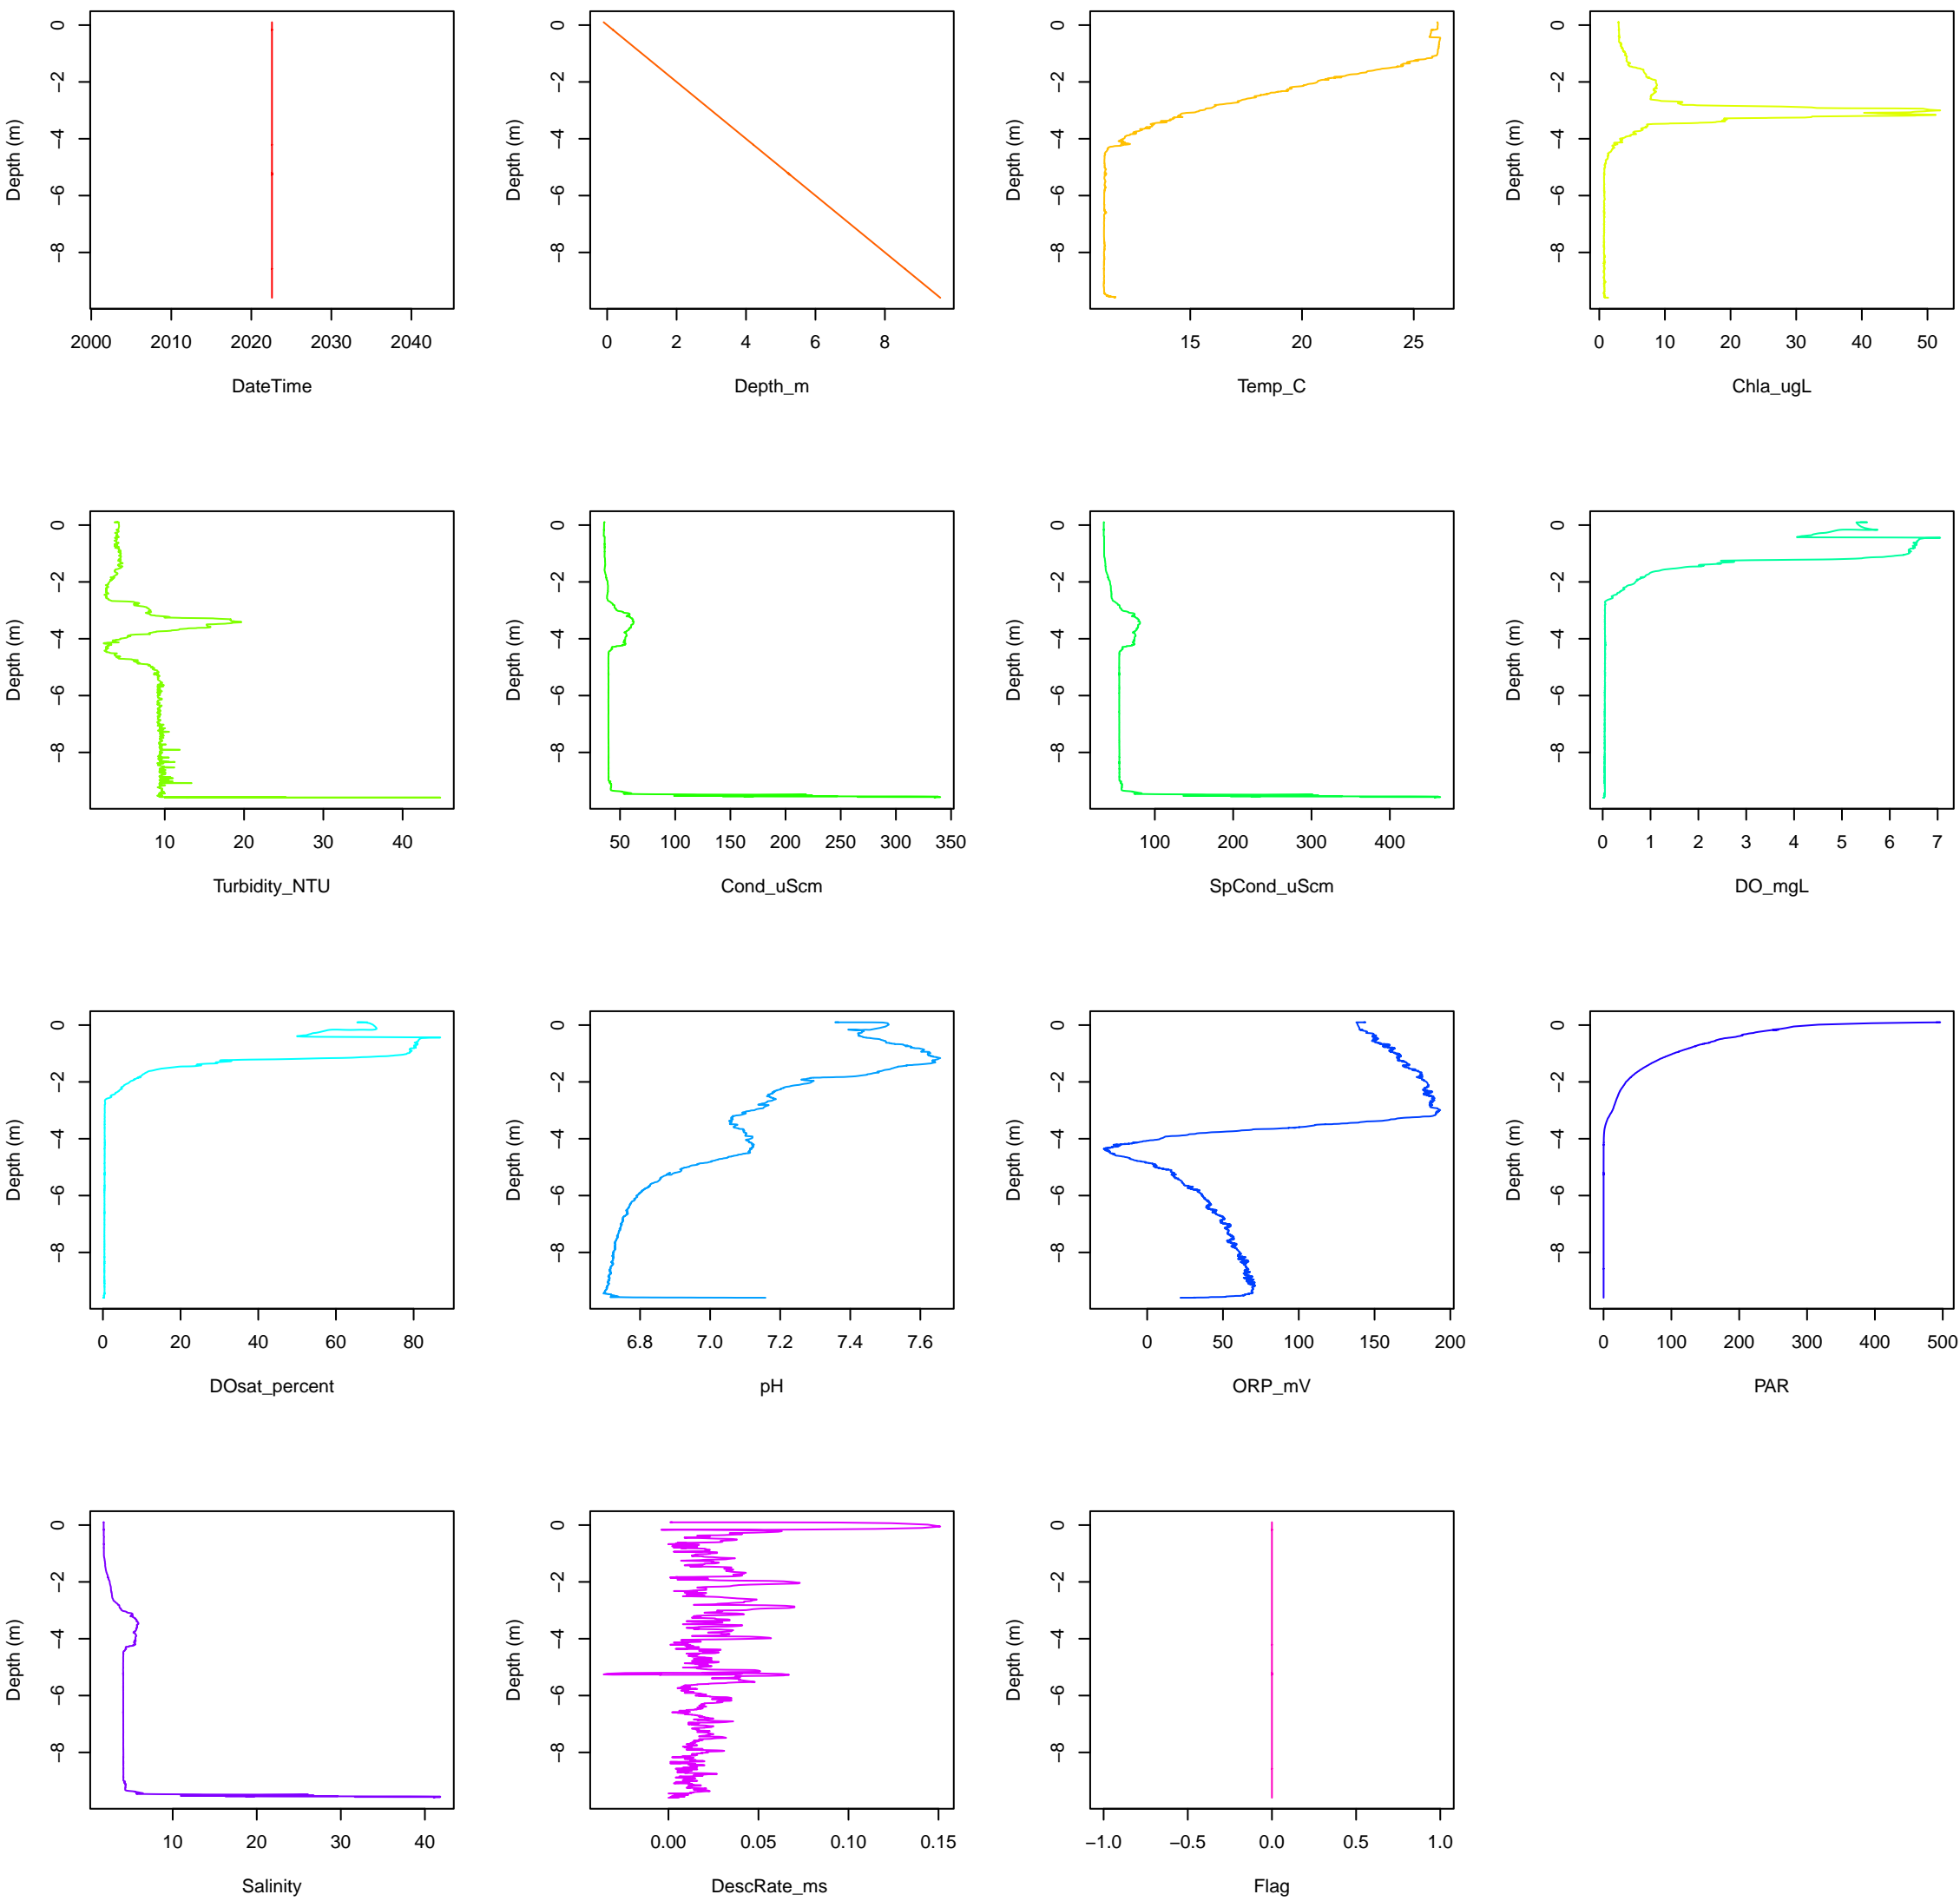 0 0 0 0
−2 −2 −2 −2
Depth (m) Depth (m) Depth (m) Depth (m)
−4 −4 −4 −4
−6 −6 −6 −6
−8 −8 −8 −8
2000 2010 2020 2030 2040 0 2 4 6 8 15 20 25 0 10 20 30 40 50
DateTime Depth_m Temp_C Chla_ugL
0 0 0 0
−2 −2 −2 −2
Depth (m) Depth (m) Depth (m) Depth (m)
−4 −4 −4 −4
−6 −6 −6 −6
−8 −8 −8 −8
10 20 30 40 50 100 150 200 250 300 350 100 200 300 400 0 1 2 3 4 5 6 7
Turbidity_NTU Cond_uScm SpCond_uScm DO_mgL
0 0 0 0
−2 −2 −2 −2
Depth (m) Depth (m) Depth (m) Depth (m)
−4 −4 −4 −4
−6 −6 −6 −6
−8 −8 −8 −8
0 20 40 60 80 6.8 7.0 7.2 7.4 7.6 0 50 100 150 200 0 100 200 300 400 500
DOsat_percent pH ORP_mV PAR
0 0 0
−2 −2 −2
Depth (m) Depth (m) Depth (m)
−4 −4 −4
−6 −6 −6
−8 −8 −8
10 20 30 40 0.00 0.05 0.10 0.15 −1.0 −0.5 0.0 0.5 1.0
Salinity DescRate_ms Flag